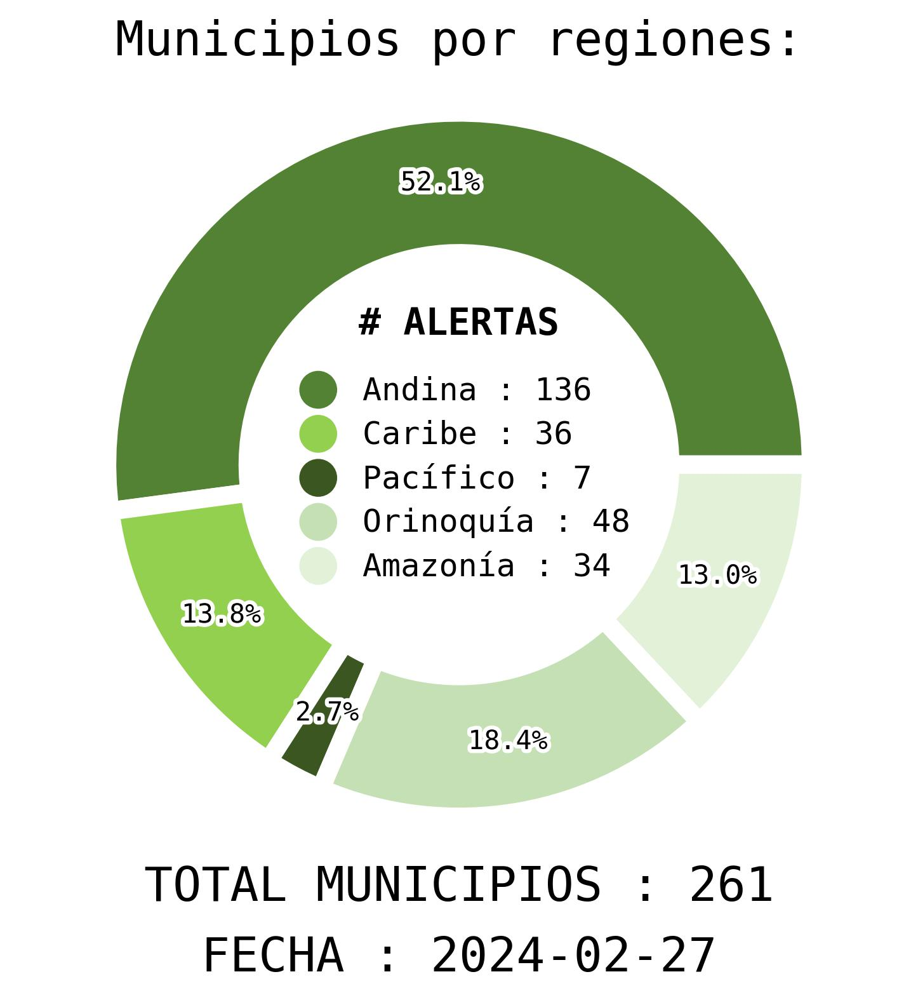 Municipios por regiones:
52.1%
# ALERTAS
Andina : 136
Caribe : 36
Pacífico : 7
Orinoquía : 48
Amazonía : 34
13.0%
13.8%
2.7%
18.4%
TOTAL MUNICIPIOS : 261
FECHA : 2024-02-27